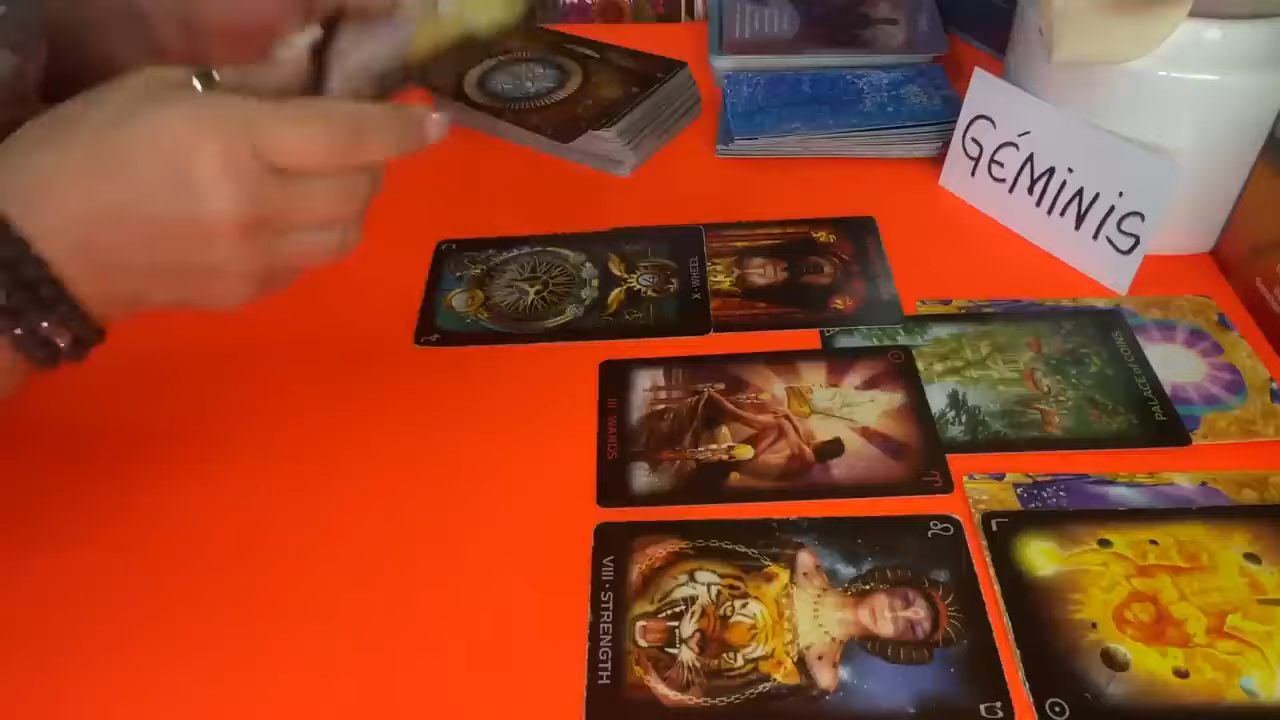 GÉMiNiS
X • WHEEL
PALACE of COINS
III WANDS
VIII • STRENGTH